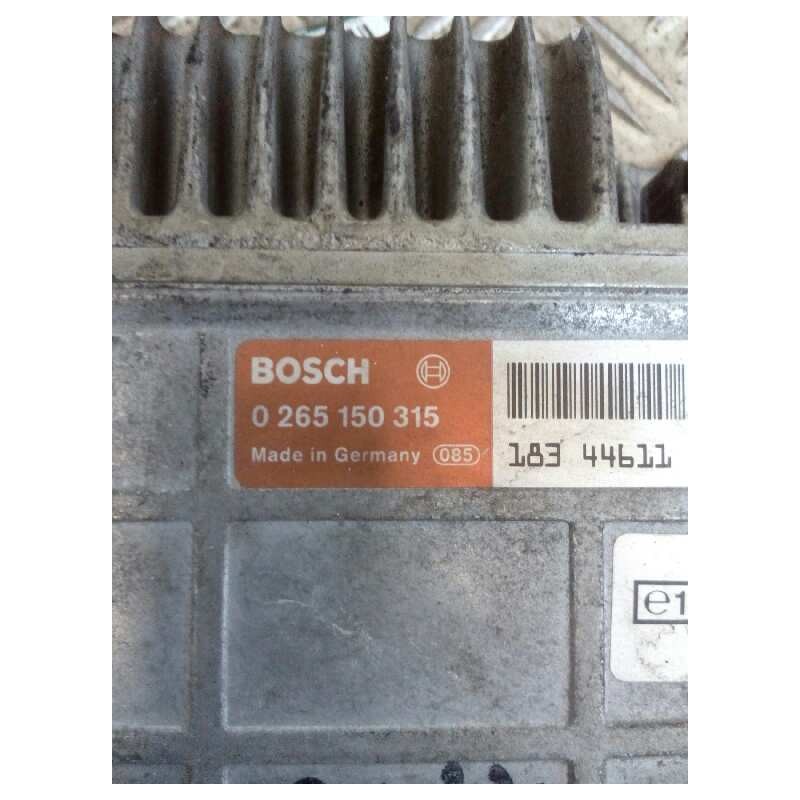 BOSCH
0 265 150 315
Made in Germany 085
183 44611
e1